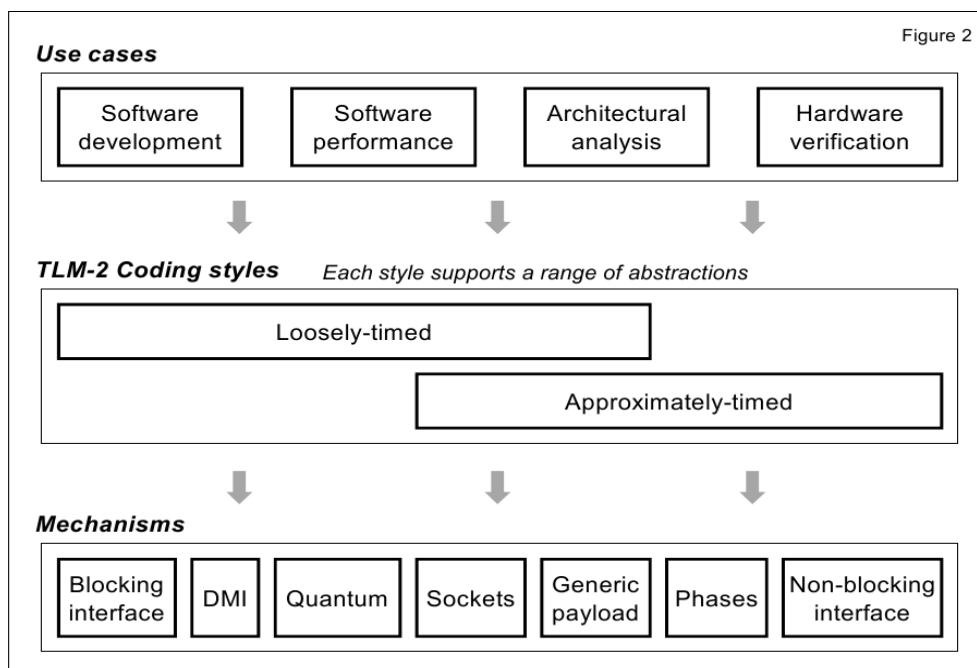 Figure 2
Use cases
Software
development
Software
performance
Architectural
analysis
Hardware
verification
TLM-2 Coding styles
Each style supports a range of abstractions
Loosely-timed
Approximately-timed
Mechanisms
Blocking
interface
DMI
Quantum
Sockets
Generic
payload
Phases
Non-blocking
interface